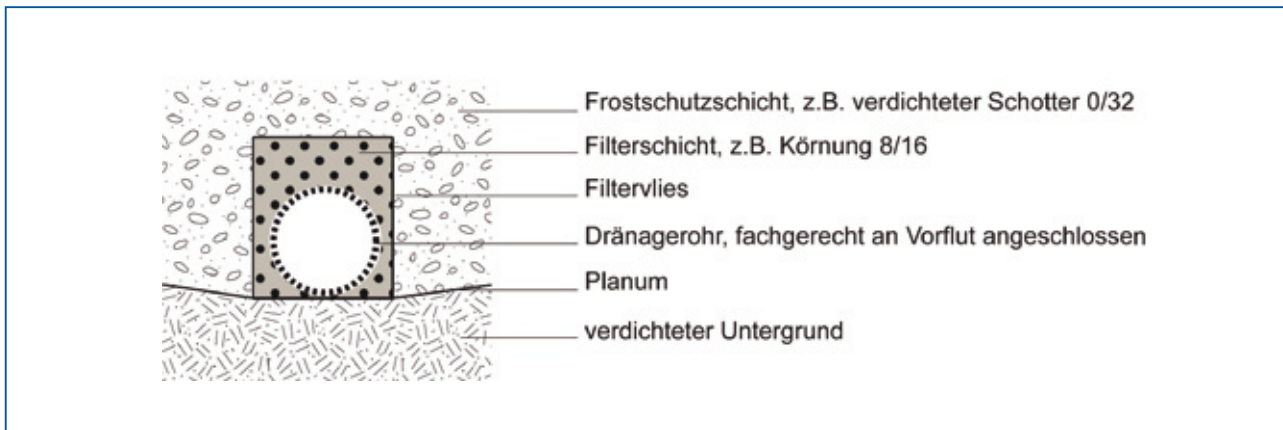 Frostschutzschicht, z.B. verdichteter Schotter 0/32
Filterschicht, z.B. Körnung 8/16
Filtervlies
Dränagerohr, fachgerecht an Vorflut angeschlossen
Planum
verdichteter Untergrund